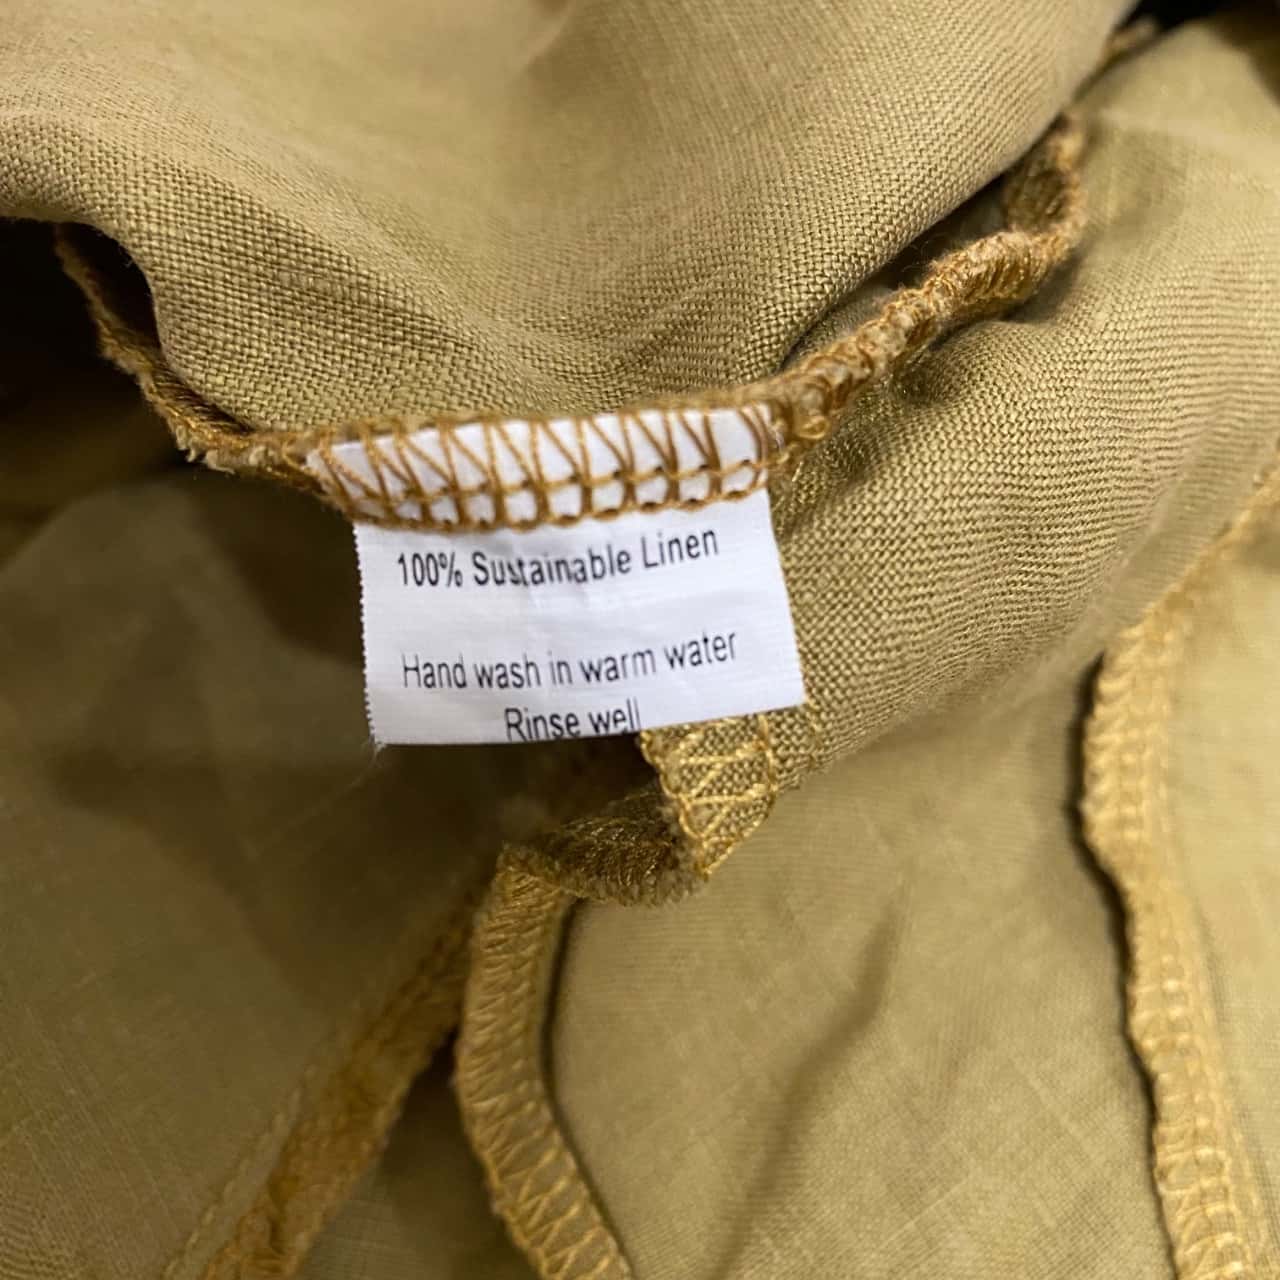 100% Sustainable Linen
Hand wash in warm water
Rinse well